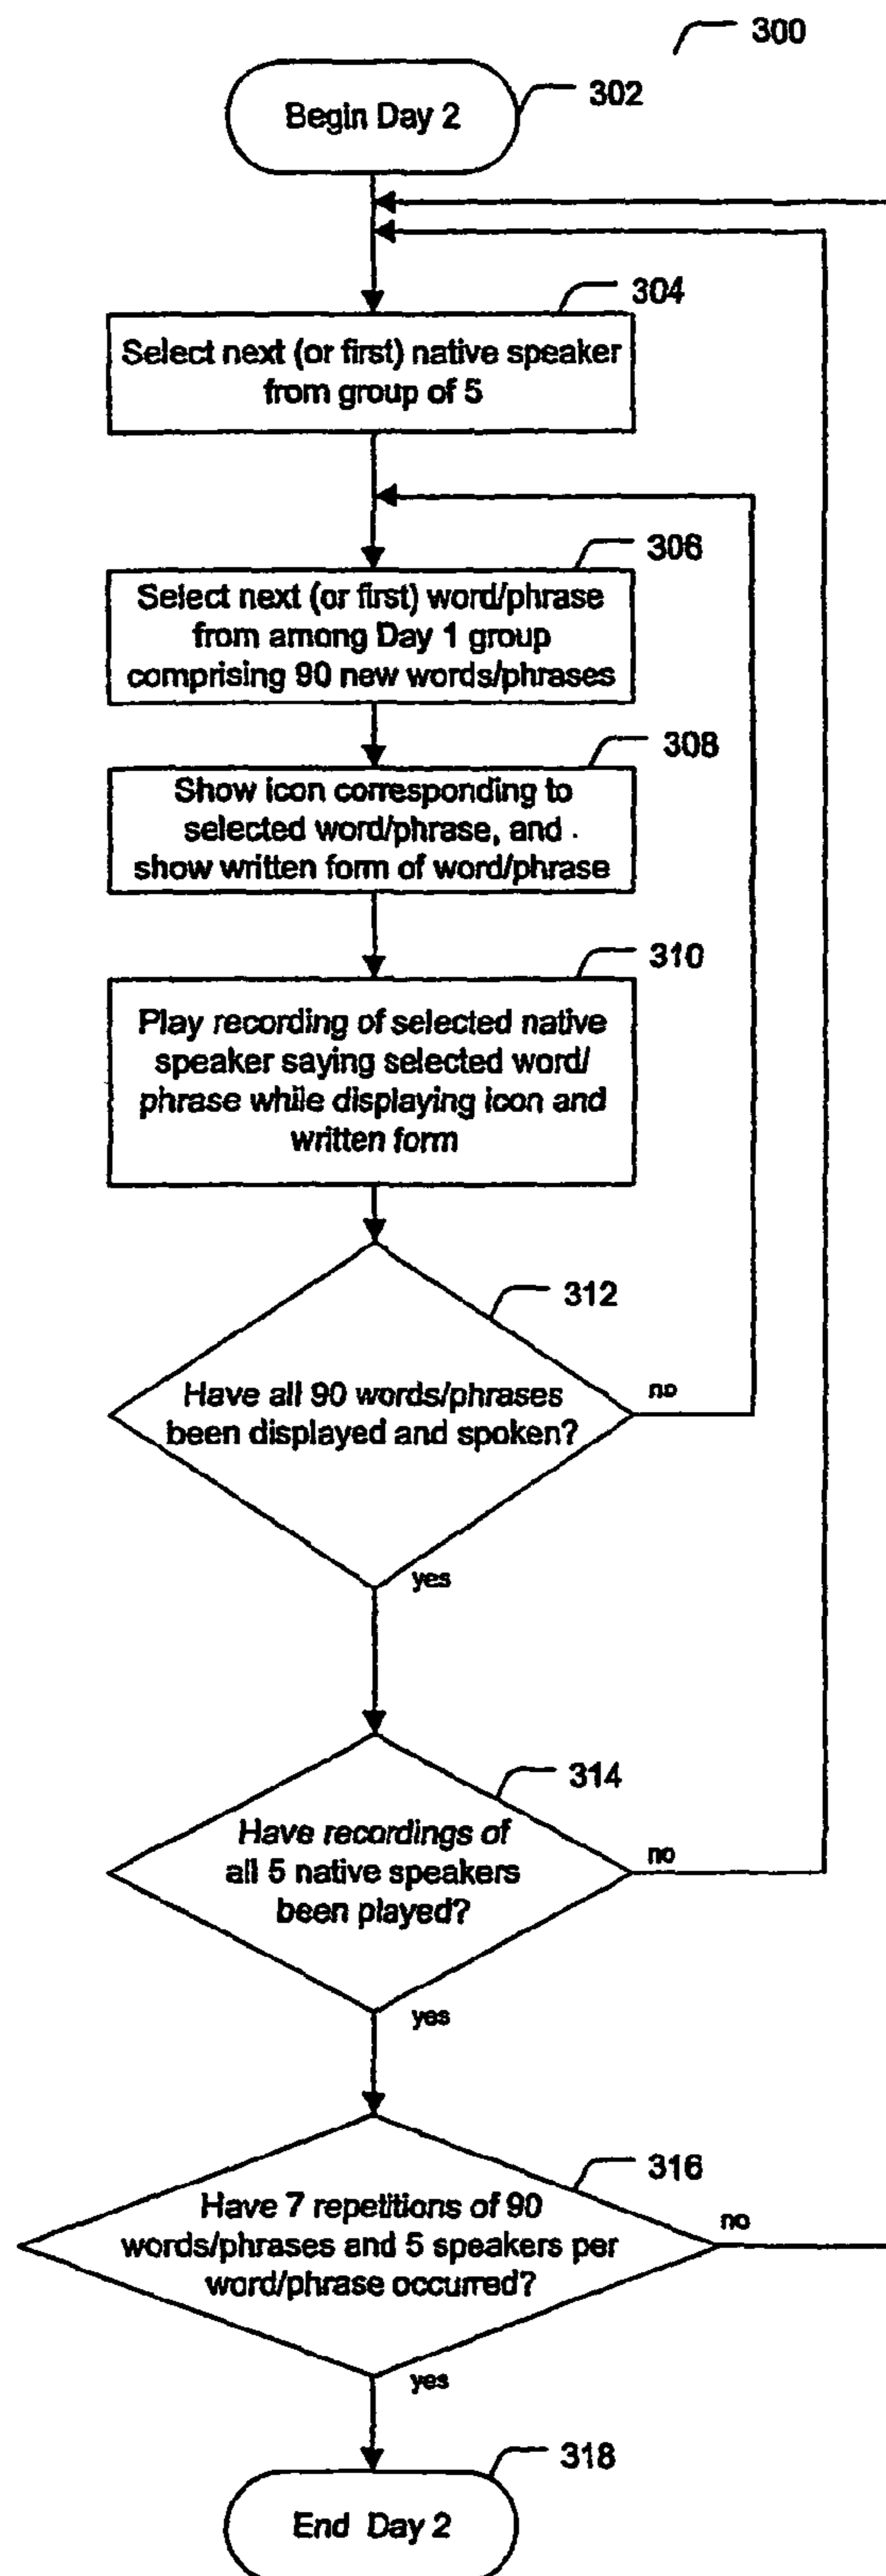 300
Begin Day 2
302
304
Select next (or first) native speaker
from group of 5
306
Select next (or first) word/phrase
from among Day 1 group
comprising 90 new words/phrases
308
Show icon corresponding to
selected word/phrase, and
show written form of word/phrase
310
Play recording of selected native
speaker saying selected word/
phrase while displaying icon and
written form
312
Have all 90 words/phrases
been displayed and spoken?
no
yes
314
Have recordings of
all 5 native speakers
been played?
no
yes
316
Have 7 repetitions of 90
words/phrases and 5 speakers per
word/phrase occurred?
no
yes
318
End Day 2